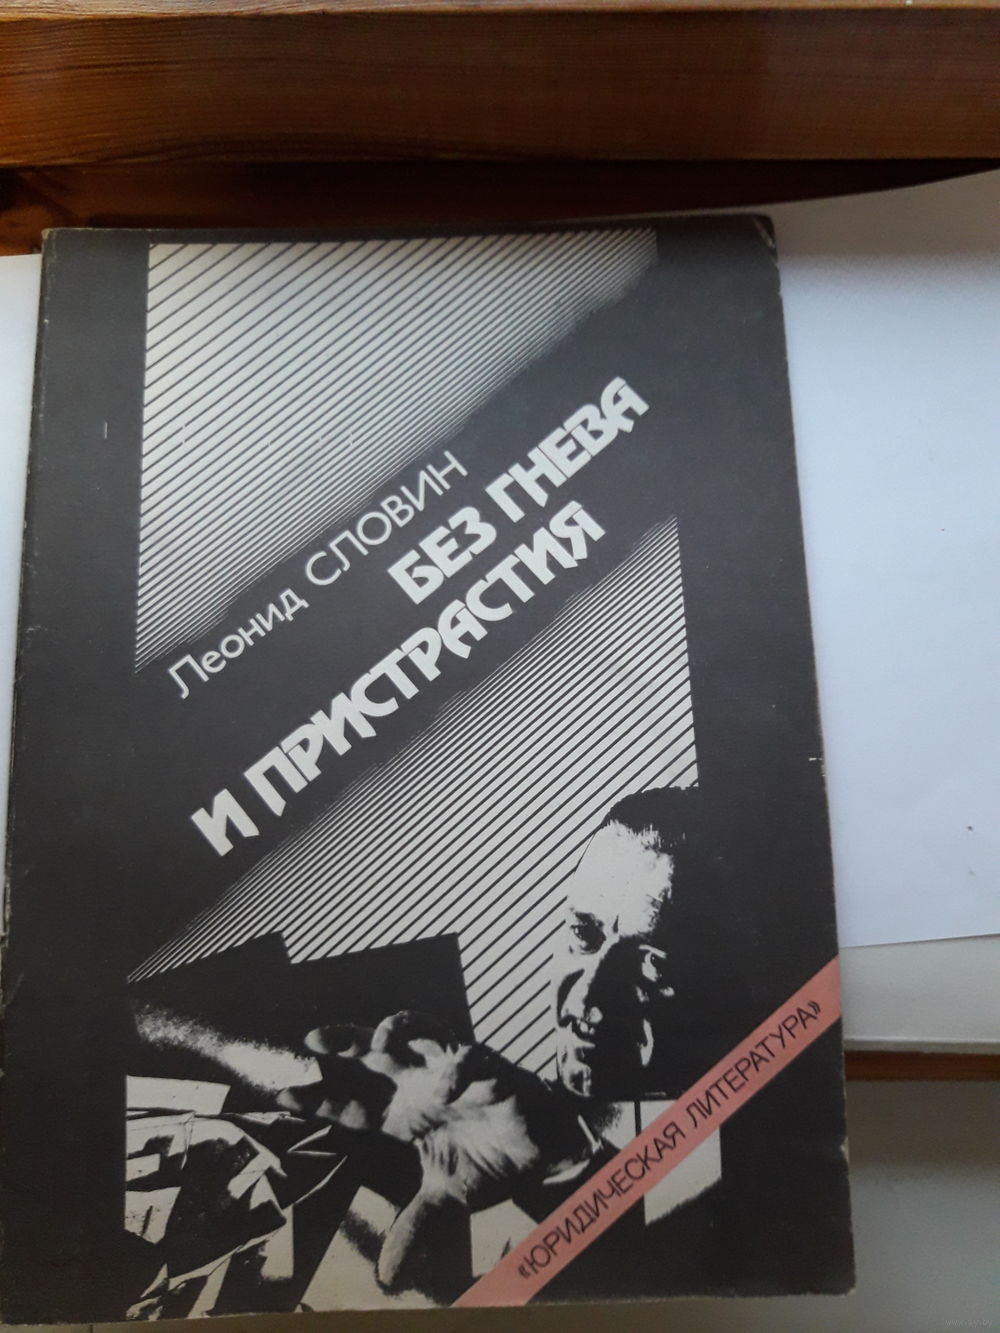 Леонид СЛОВИН
БЕЗ ГНЕВА
И ПРИСТРАСТИЯ
«ЮРИДИЧЕСКАЯ ЛИТЕРАТУРА»